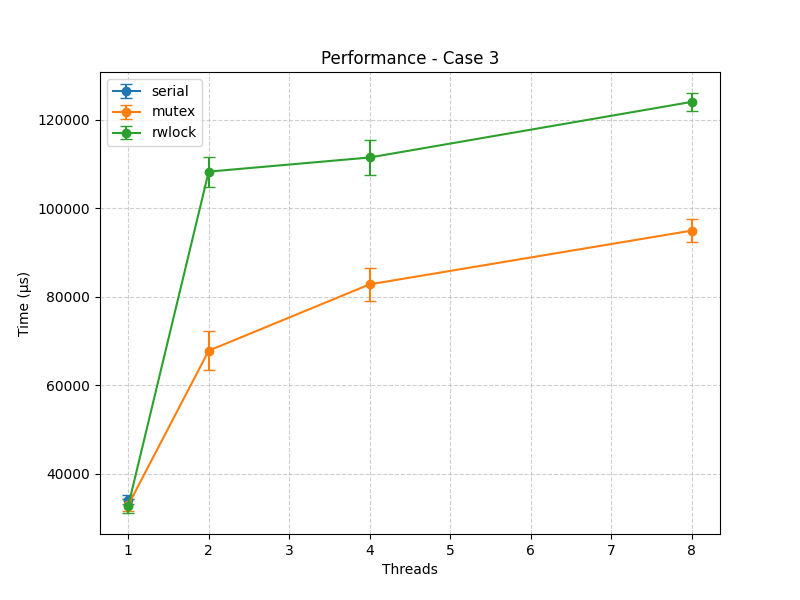 Performance - Case 3
serial
mutex
rwlock
120000
100000
80000
60000
40000
Time (µs)
1 2 3 4 5 6 7 8
Threads